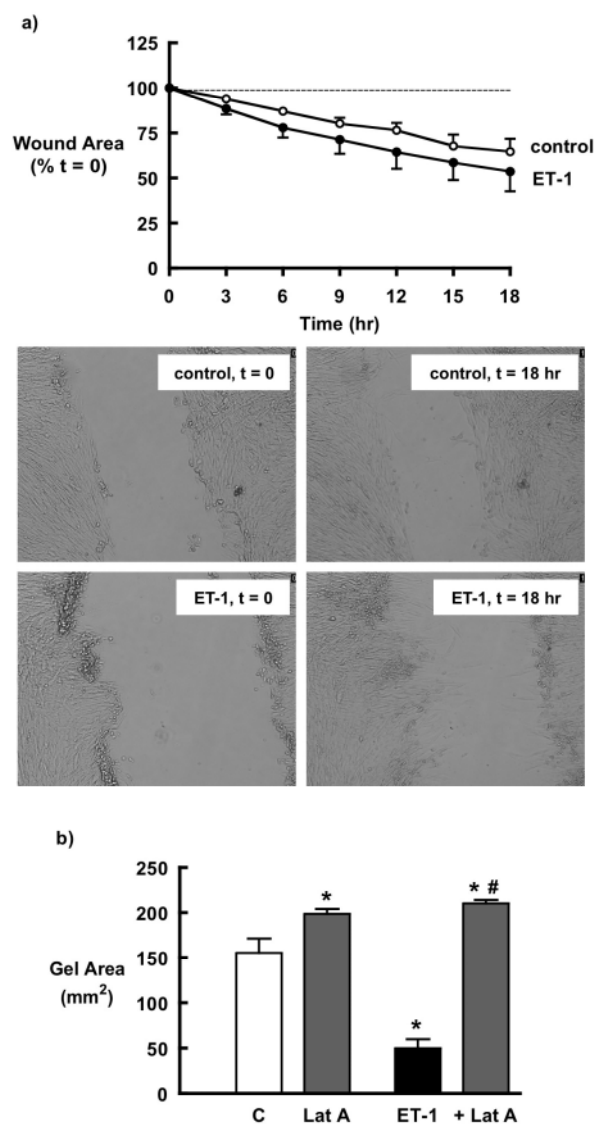 a)
125
100
75
50
25
0
Wound Area
(% t = 0)
control
ET-1
0 3 6 9 12 15 18
Time (hr)
control, t = 0
control, t = 18 hr
ET-1, t = 0
ET-1, t = 18 hr
b)
250
200
150
100
50
0
Gel Area
(mm²)
*
*
* #
C Lat A ET-1 + Lat A